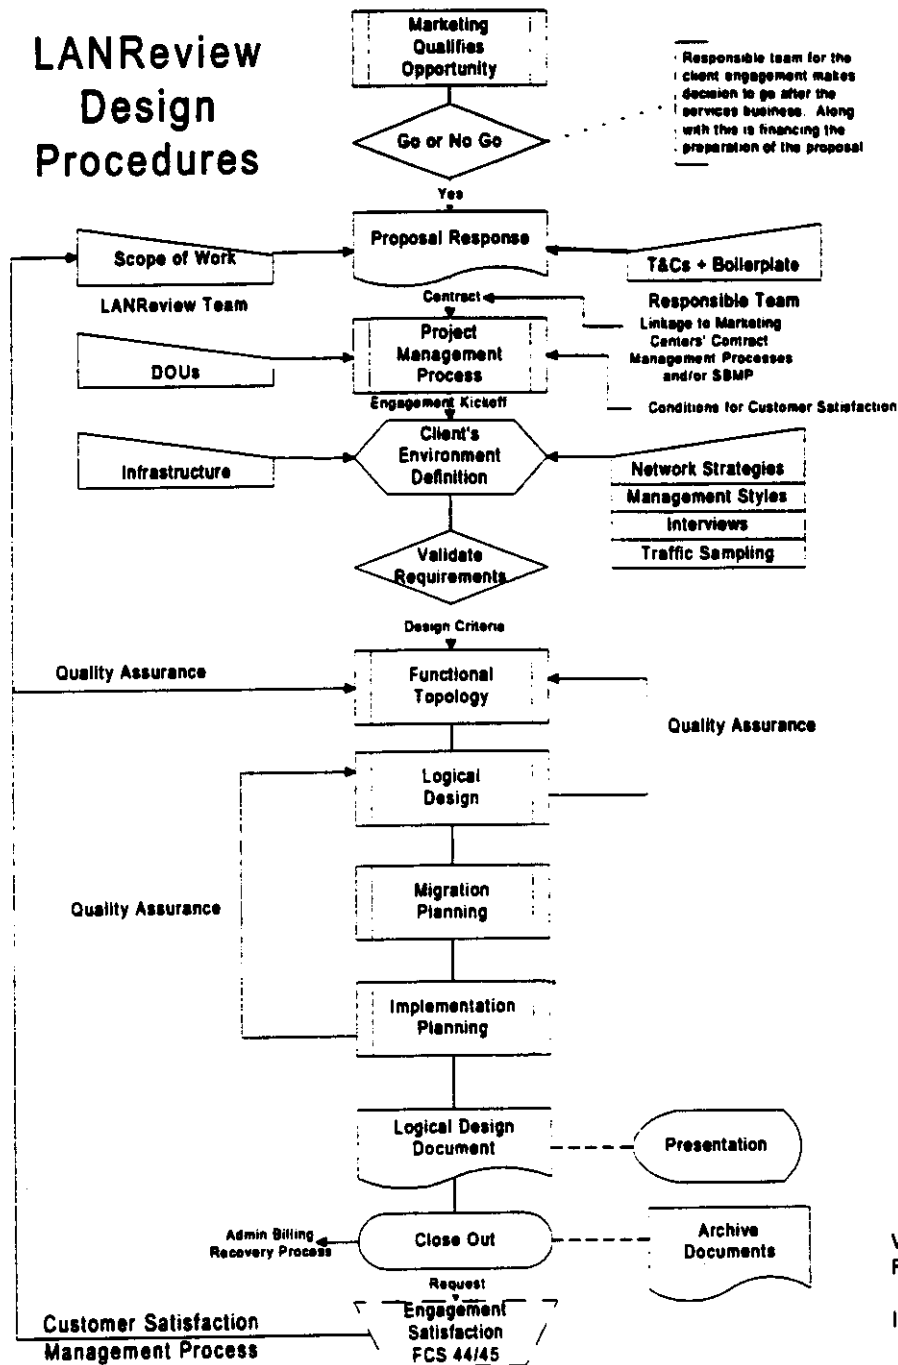 LANReview
Design
Procedures
Marketing
Qualifies
Opportunity
Go or No Go
Responsible team for the
client engagement makes
decision to go after the
services business. Along
with this is financing the
preparation of the proposal
Yes
Proposal Response
Scope of Work
LANReview Team
T&Cs + Boilerplate
Responsible Team
Contract
Linkage to Marketing
Centers' Contract
Management Processes
and/or SBMP
Project
Management
Process
DOUs
Conditions for Customer Satisfaction
Engagement Kickoff
Client's
Environment
Definition
Infrastructure
Network Strategies
Management Styles
Interviews
Traffic Sampling
Validate
Requirements
Design Criteria
Functional
Topology
Quality Assurance
Quality Assurance
Logical
Design
Migration
Planning
Quality Assurance
Implementation
Planning
Logical Design
Document
Presentation
Close Out
Admin Billing
Recovery Process
Archive
Documents
Request
Engagement
Satisfaction
FCS 44/45
Customer Satisfaction
Management Process